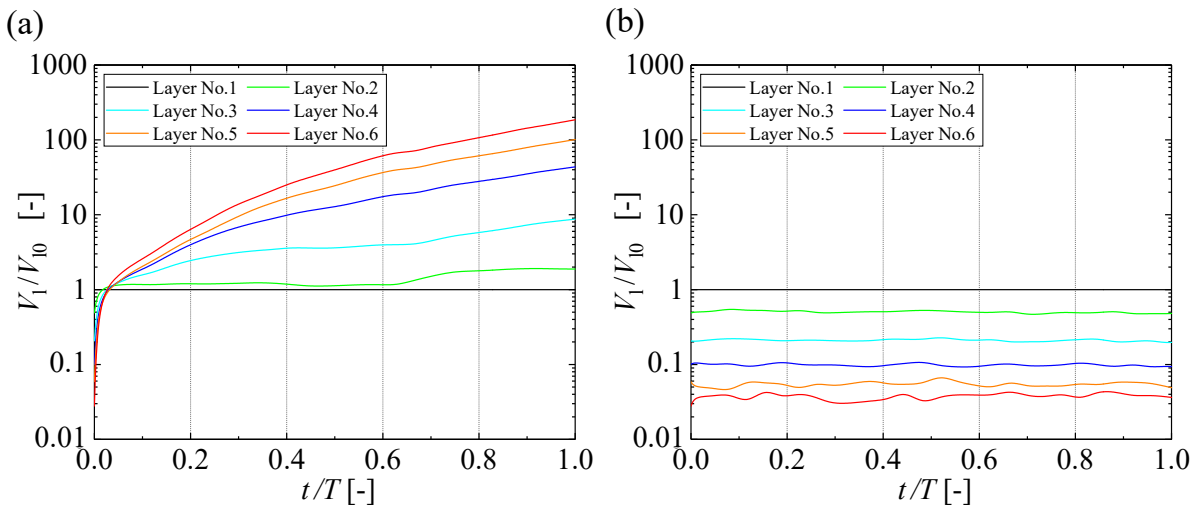 (a)
1000
100
10
1
0.1
0.01
V1/V10 [-]
Layer No.1 Layer No.2
Layer No.3 Layer No.4
Layer No.5 Layer No.6
0.0 0.2 0.4 0.6 0.8 1.0
t/T [-]
(b)
1000
100
10
1
0.1
0.01
V1/V10 [-]
Layer No.1 Layer No.2
Layer No.3 Layer No.4
Layer No.5 Layer No.6
0.0 0.2 0.4 0.6 0.8 1.0
t/T [-]